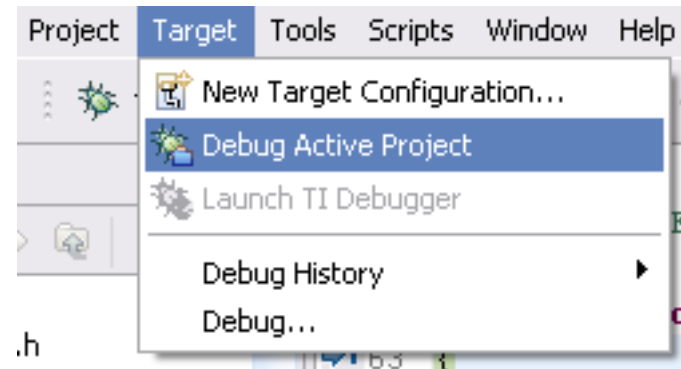 Project Target Tools Scripts Window Help
New Target Configuration...
Debug Active Project
Launch TI Debugger
Debug History
Debug...
.h
63 {